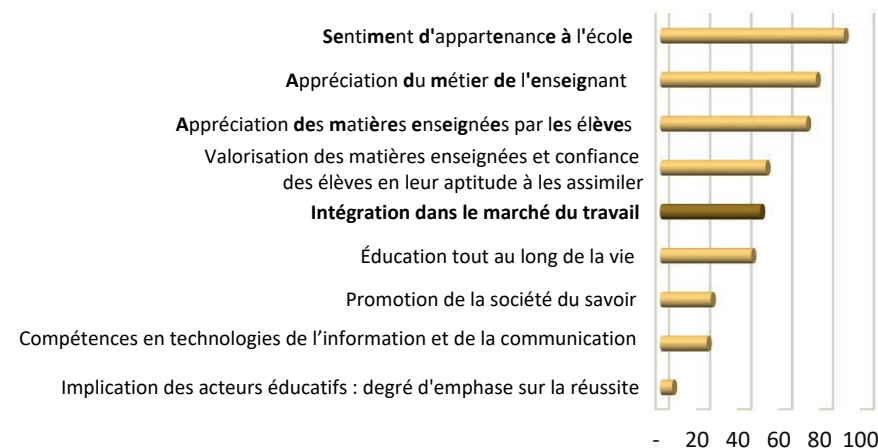 Sentiment d'appartenance à l'école
Appréciation du métier de l'enseignant
Appréciation des matières enseignées par les élèves
Valorisation des matières enseignées et confiance
des élèves en leur aptitude à les assimiler
Intégration dans le marché du travail
Éducation tout au long de la vie
Promotion de la société du savoir
Compétences en technologies de l’information et de la communication
Implication des acteurs éducatifs : degré d'emphase sur la réussite
- 20 40 60 80 100